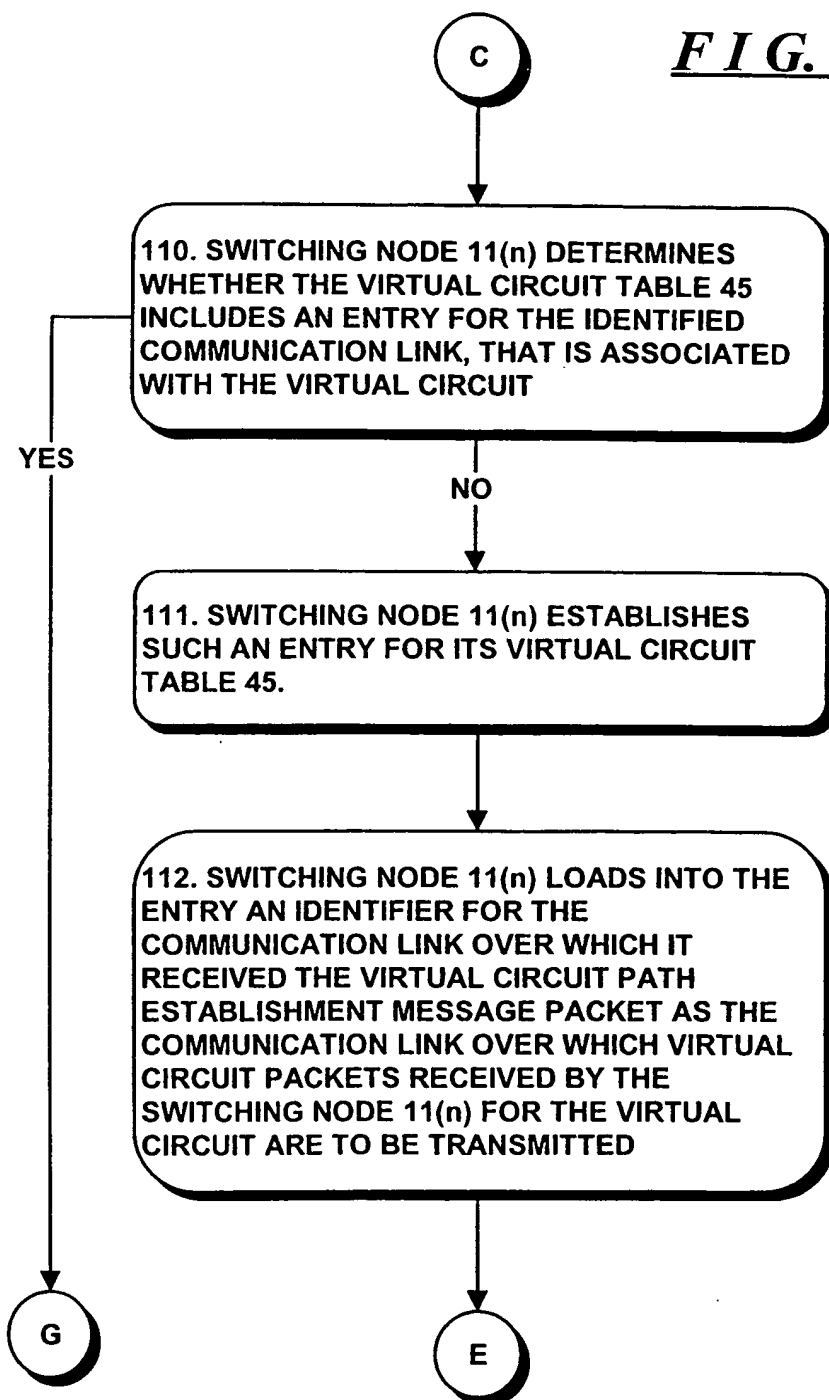 C
F I G.
110. SWITCHING NODE 11(n) DETERMINES
WHETHER THE VIRTUAL CIRCUIT TABLE 45
INCLUDES AN ENTRY FOR THE IDENTIFIED
COMMUNICATION LINK, THAT IS ASSOCIATED
WITH THE VIRTUAL CIRCUIT
YES
NO
111. SWITCHING NODE 11(n) ESTABLISHES
SUCH AN ENTRY FOR ITS VIRTUAL CIRCUIT
TABLE 45.
112. SWITCHING NODE 11(n) LOADS INTO THE
ENTRY AN IDENTIFIER FOR THE
COMMUNICATION LINK OVER WHICH IT
RECEIVED THE VIRTUAL CIRCUIT PATH
ESTABLISHMENT MESSAGE PACKET AS THE
COMMUNICATION LINK OVER WHICH VIRTUAL
CIRCUIT PACKETS RECEIVED BY THE
SWITCHING NODE 11(n) FOR THE VIRTUAL
CIRCUIT ARE TO BE TRANSMITTED
G
E